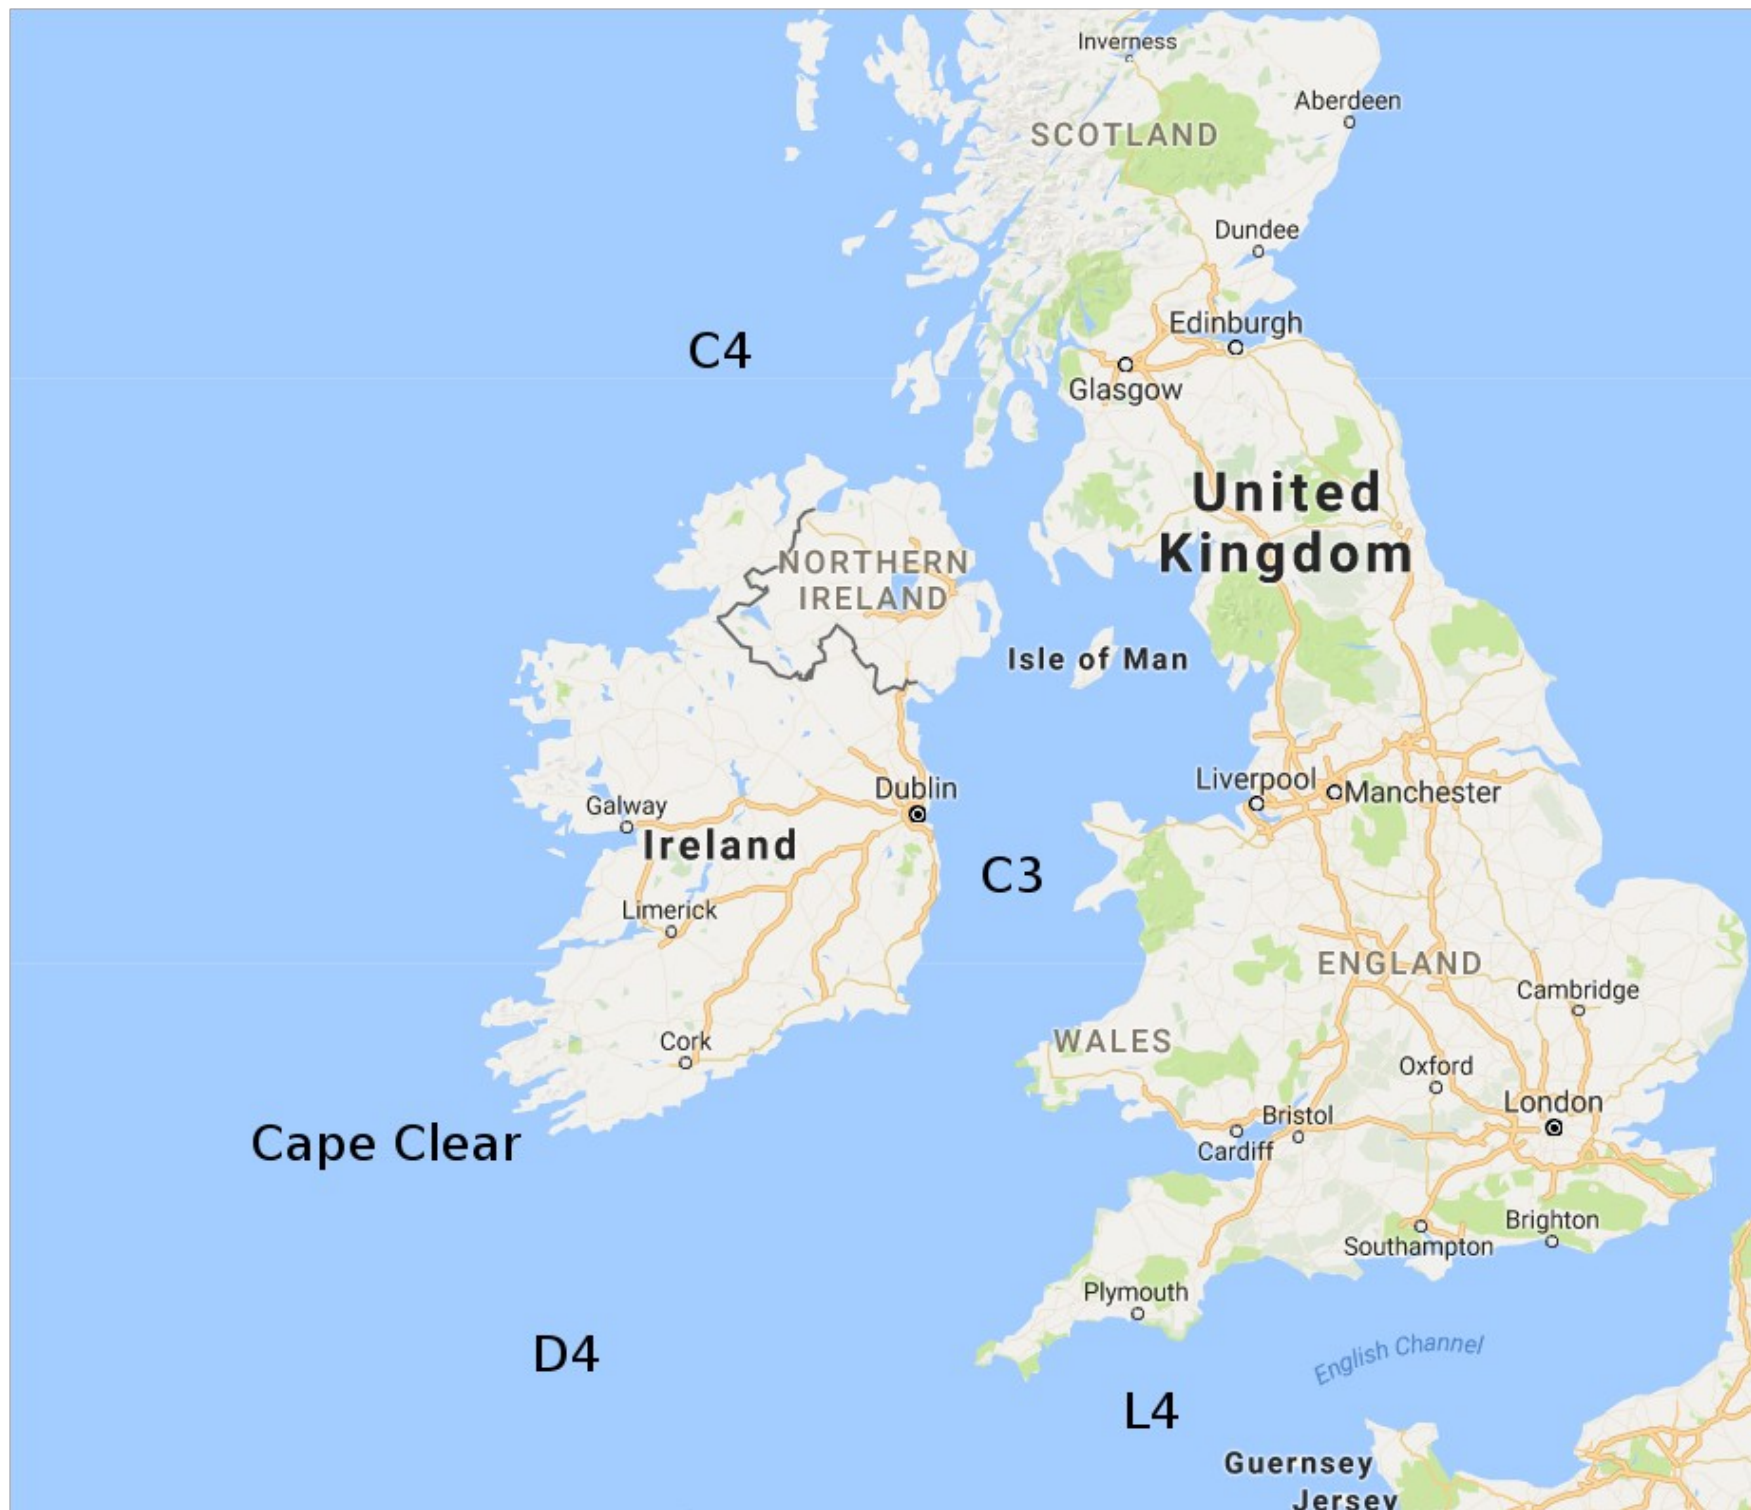 Inverness
Aberdeen
SCOTLAND
Dundee
Edinburgh
C4
Glasgow
United
Kingdom
NORTHERN
IRELAND
Isle of Man
Liverpool
Manchester
Dublin
Galway
Ireland
C3
Limerick
ENGLAND
Cambridge
WALES
Cork
Oxford
London
Bristol
Cardiff
Cape Clear
Brighton
Southampton
Plymouth
English Channel
D4
L4
Guernsey
Jersey